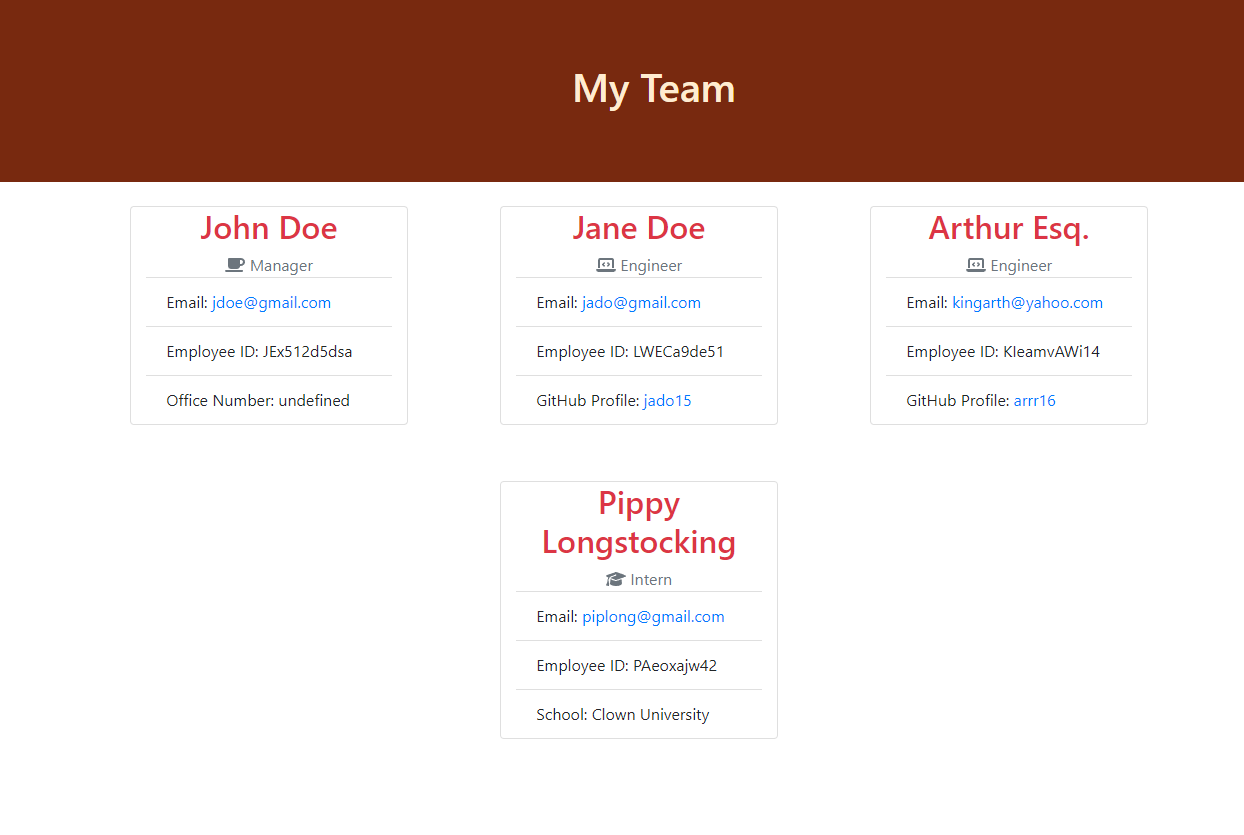 My Team
John Doe
Manager
Email: jdoe@gmail.com
Employee ID: JEx512d5dsa
Office Number: undefined
Jane Doe
Engineer
Email: jado@gmail.com
Employee ID: LWECa9de51
GitHub Profile: jado15
Arthur Esq.
Engineer
Email: kingarth@yahoo.com
Employee ID: KIeamvAWi14
GitHub Profile: arrr16
Pippy
Longstocking
Intern
Email: piplong@gmail.com
Employee ID: PAeoxajw42
School: Clown University